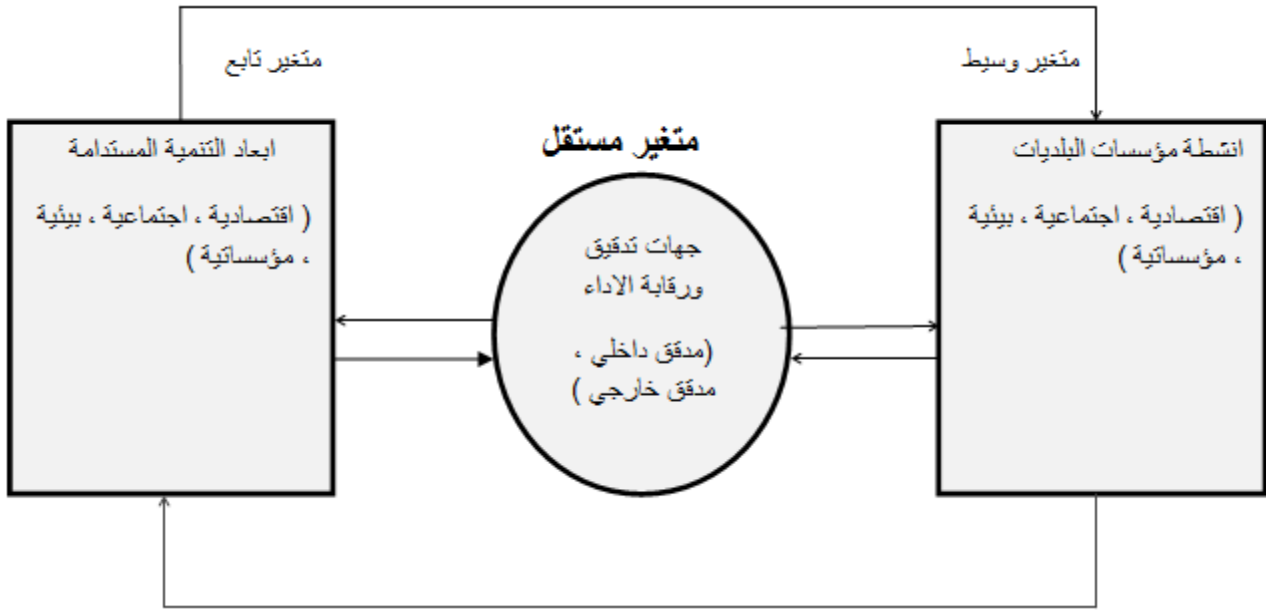 متغير وسيط
انشطة مؤسسات البلديات
( اقتصادية ، اجتماعية ، بيئية
، مؤسساتية )
متغير مستقل
جهات تدقيق
ورقابة الاداء
(مدقق داخلي ،
مدقق خارجي )
متغير تابع
ابعاد التنمية المستدامة
( اقتصادية ، اجتماعية ، بيئية
، مؤسساتية )